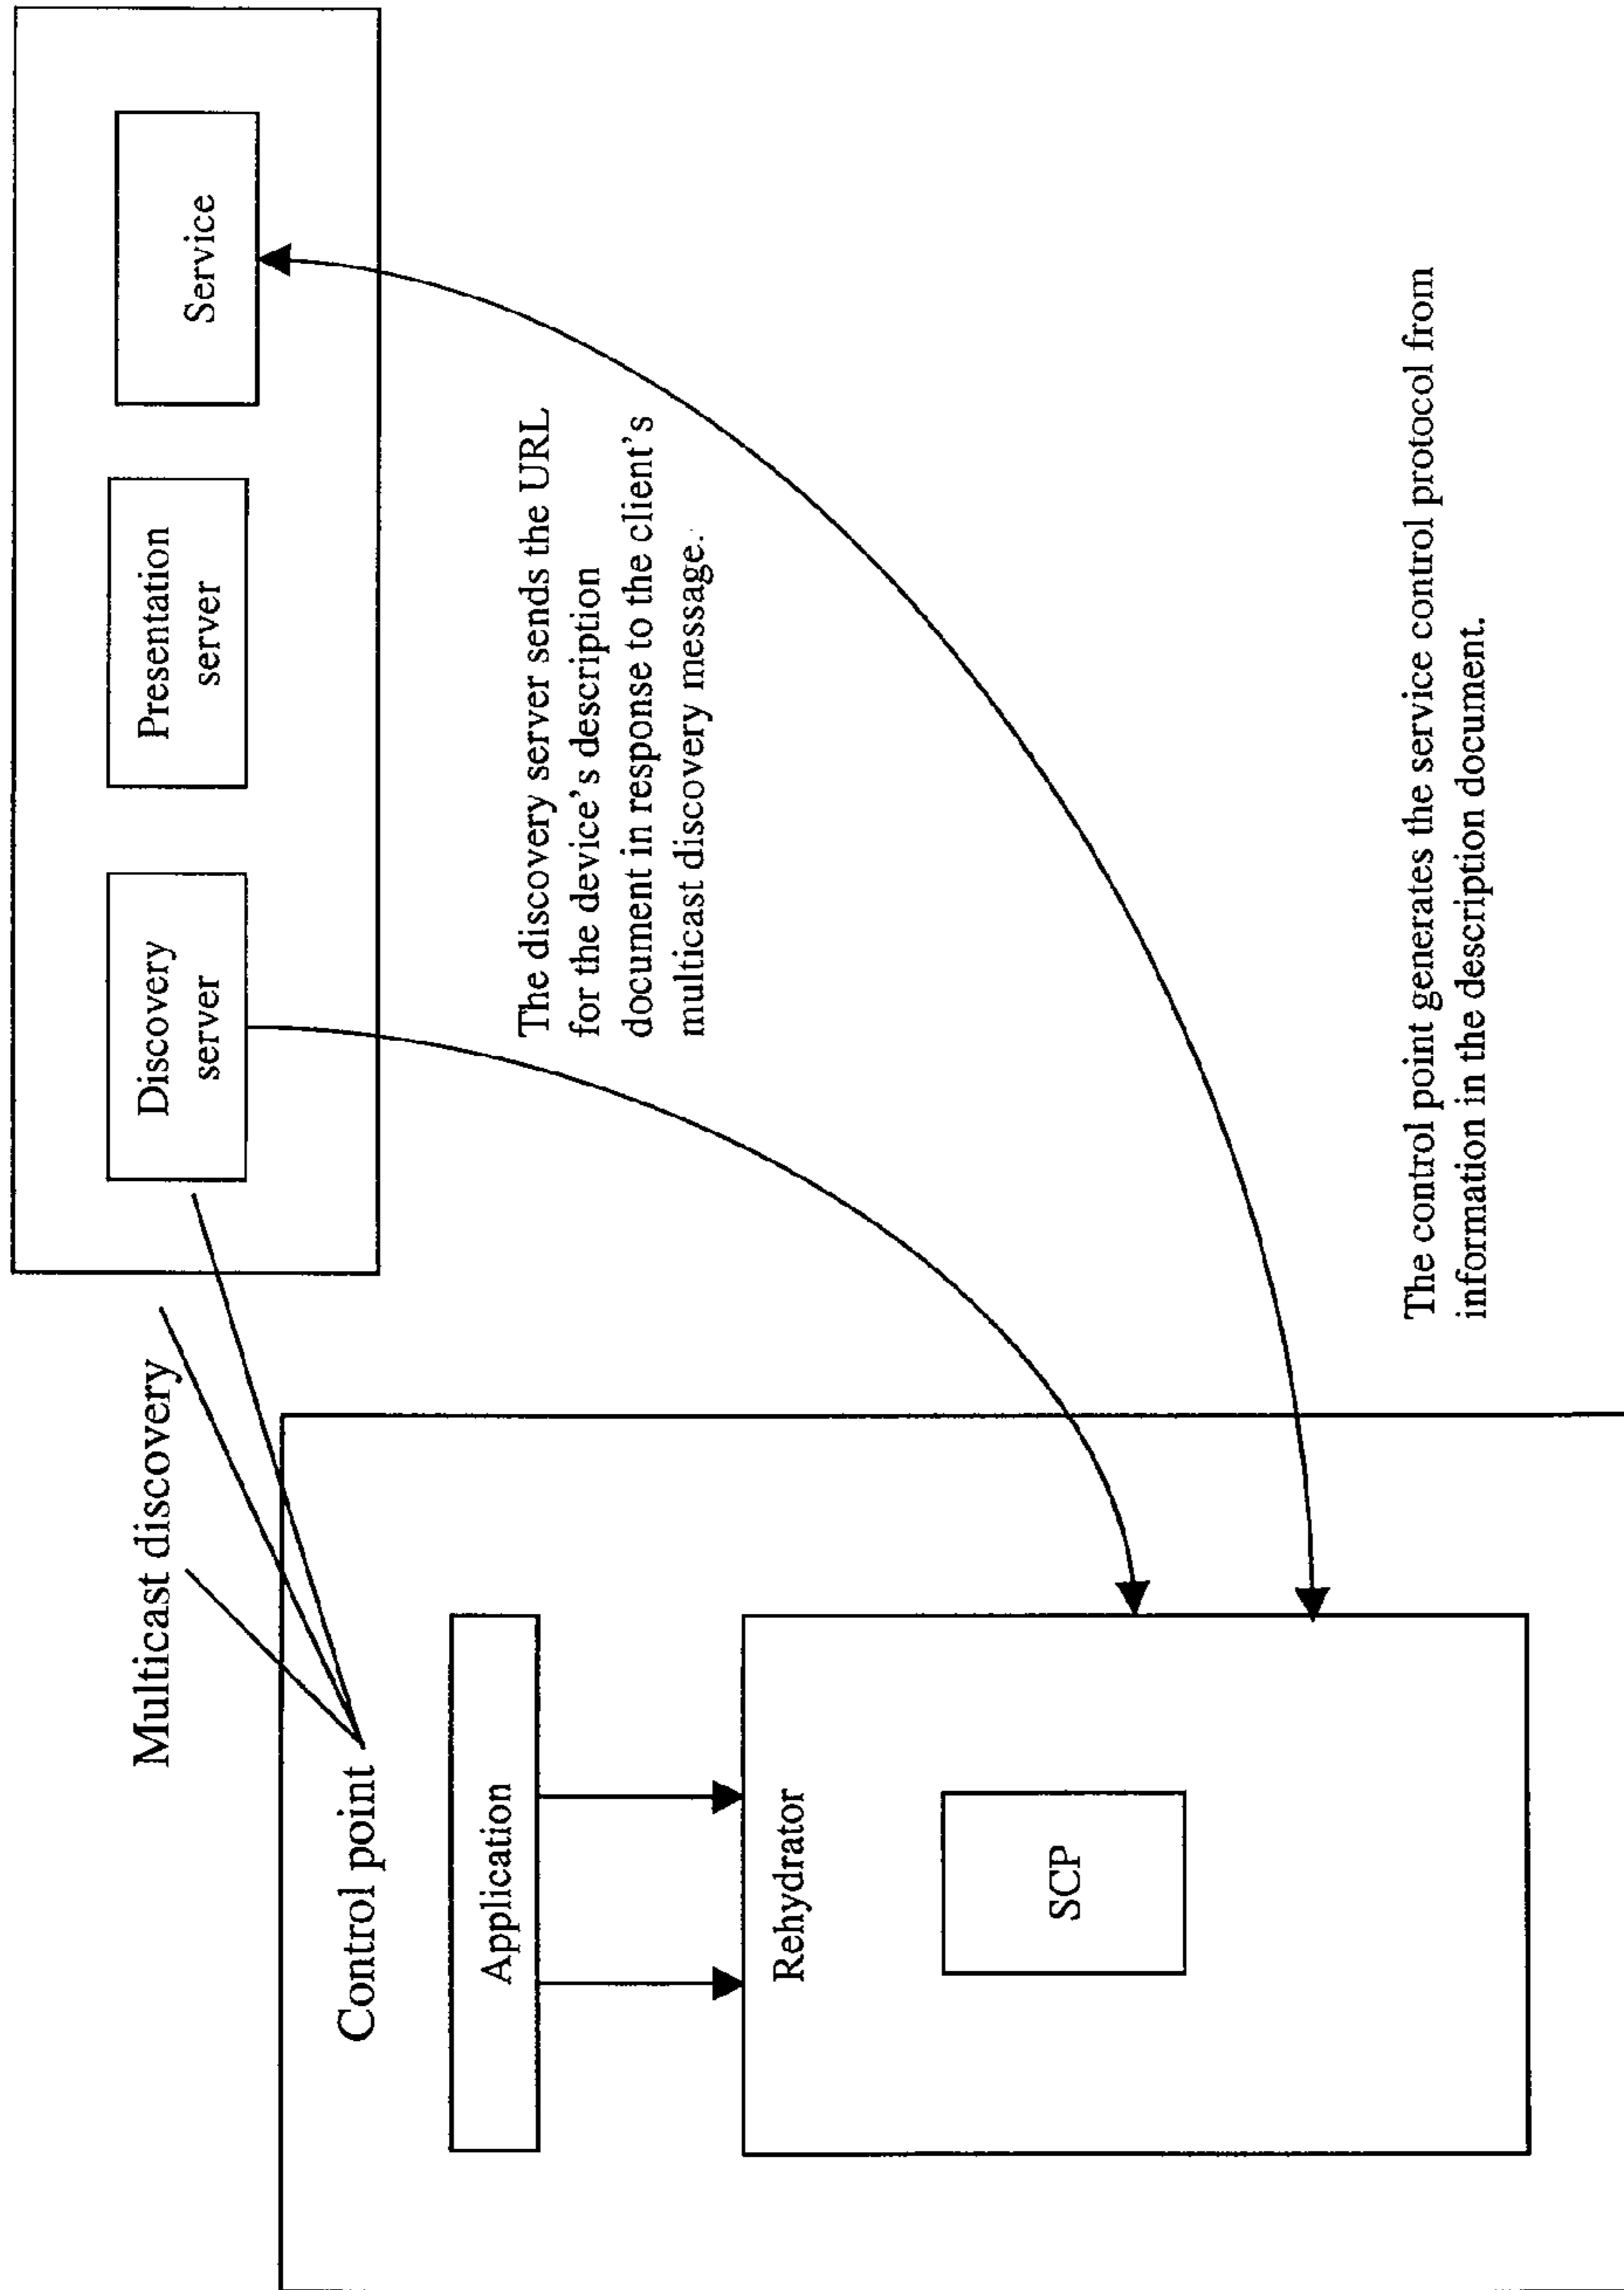 Multicast discovery
Control point
Application
Rehydrator
SCP
Discovery
server
Presentation
server
Service
The discovery server sends the URL
for the device's description
document in response to the client's
multicast discovery message.
The control point generates the service control protocol from
information in the description document.